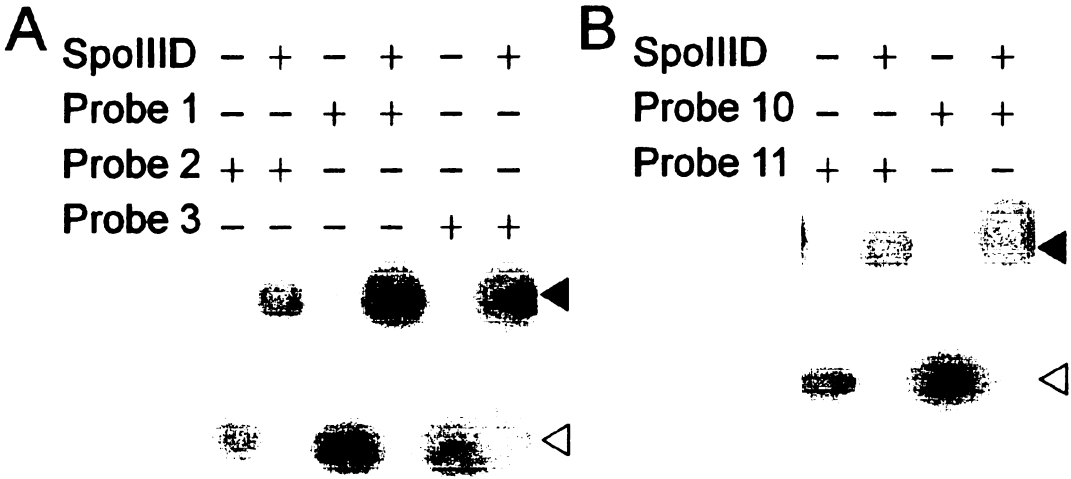 A
SpoIIID − + − + − +
Probe 1 − − + + − −
Probe 2 + + − − − −
Probe 3 − − − − + +
B
SpoIIID − + − +
Probe 10 − − + +
Probe 11 + + − −